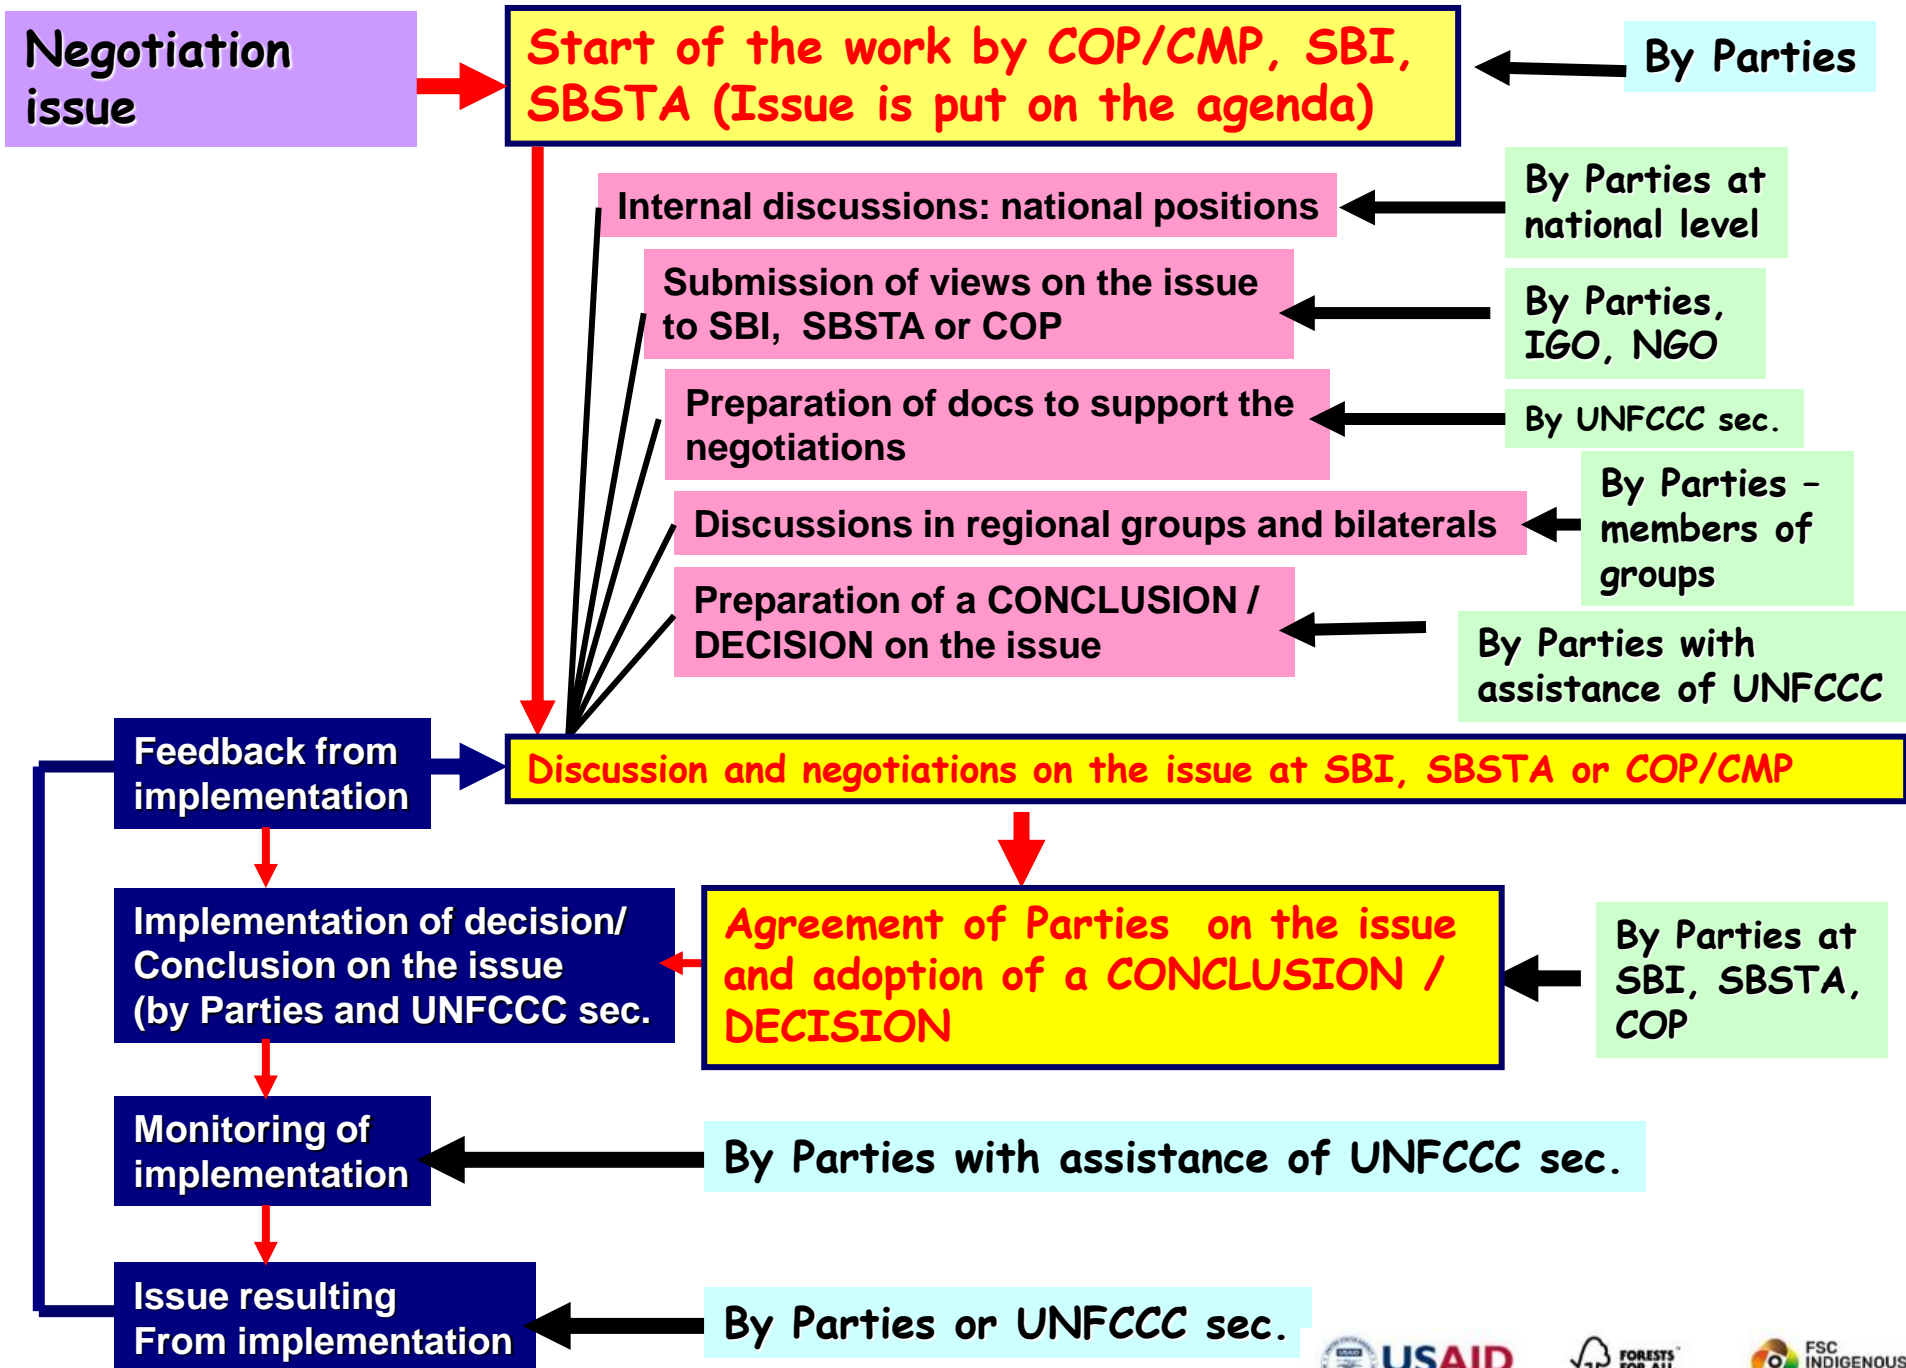 Negotiation
issue
Start of the work by COP/CMP, SBI,
SBSTA (Issue is put on the agenda)
By Parties
Internal discussions: national positions
By Parties at
national level
Submission of views on the issue
to SBI, SBSTA or COP
By Parties,
IGO, NGO
Preparation of docs to support the
negotiations
By UNFCCC sec.
Discussions in regional groups and bilaterals
By Parties –
members of
groups
Preparation of a CONCLUSION /
DECISION on the issue
By Parties with
assistance of UNFCCC
Feedback from
implementation
Discussion and negotiations on the issue at SBI, SBSTA or COP/CMP
Implementation of decision/
Conclusion on the issue
(by Parties and UNFCCC sec.
Agreement of Parties on the issue
and adoption of a CONCLUSION /
DECISION
By Parties at
SBI, SBSTA,
COP
Monitoring of
implementation
By Parties with assistance of UNFCCC sec.
Issue resulting
From implementation
By Parties or UNFCCC sec.
USAID
FORESTS
FOR ALL
FSC
INDIGENOUS